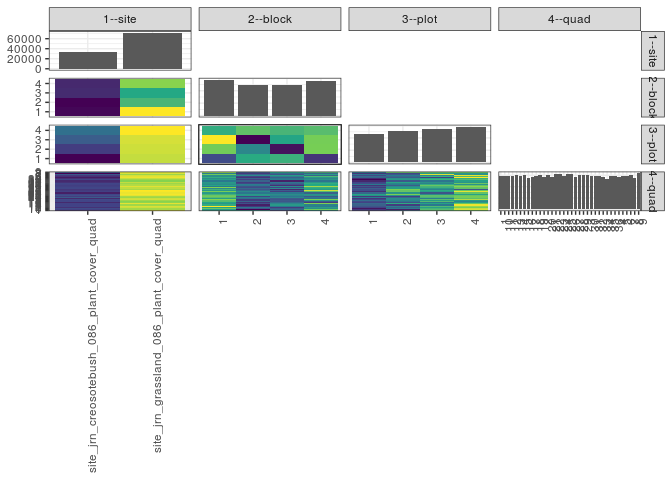 1--site
2--block
3--plot
4--quad
60000
40000
20000
0
1--site
4
3
2
1
2--block
4
3
2
1
3--plot
4--quad
site_jrn_creosotebush_086_plant_cover_quad
site_jrn_grassland_086_plant_cover_quad
1
2
3
4
1
2
3
4